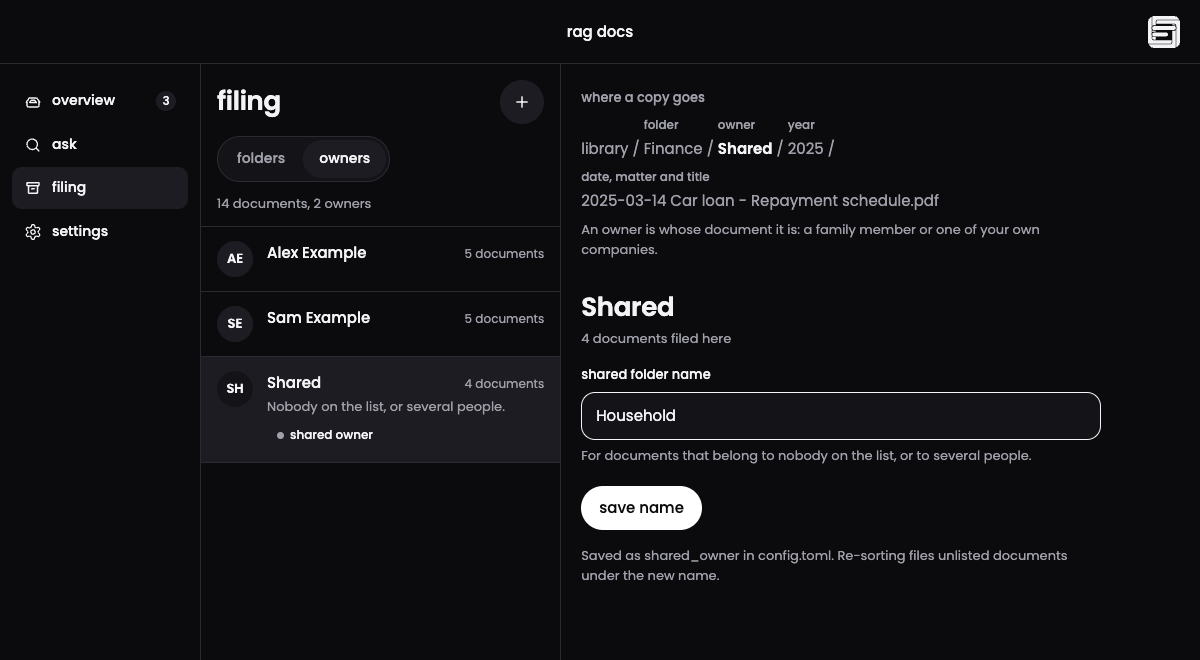 rag docs
overview 3
ask
filing
settings
filing
+
folders owners
14 documents, 2 owners
AE Alex Example 5 documents
SE Sam Example 5 documents
SH Shared 4 documents
Nobody on the list, or several people.
shared owner
where a copy goes
folder owner year
library / Finance / Shared / 2025 /
date, matter and title
2025-03-14 Car loan - Repayment schedule.pdf
An owner is whose document it is: a family member or one of your own
companies.
Shared
4 documents filed here
shared folder name
Household
For documents that belong to nobody on the list, or to several people.
save name
Saved as shared_owner in config.toml. Re-sorting files unlisted documents
under the new name.